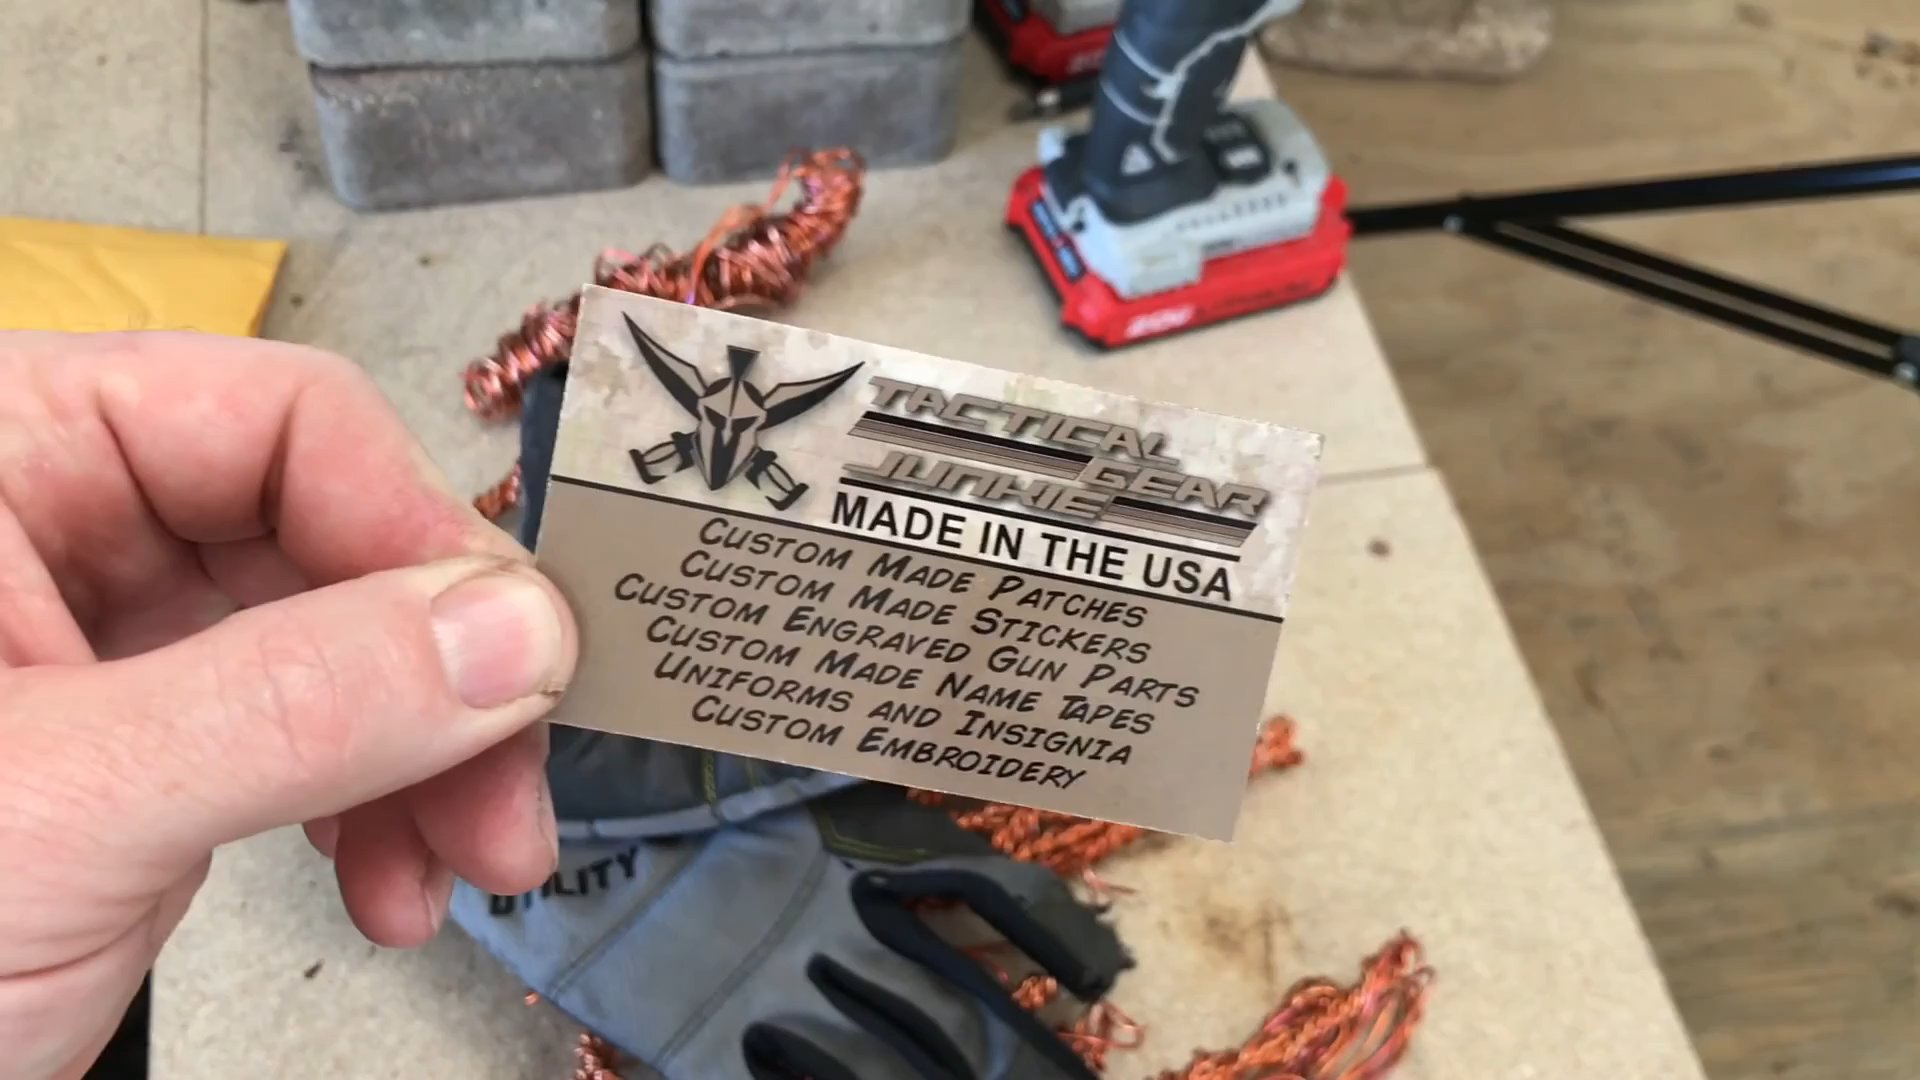 TACTICAL
GEAR
JUNKIE
MADE IN THE USA
CUSTOM MADE PATCHES
CUSTOM MADE STICKERS
CUSTOM ENGRAVED GUN PARTS
CUSTOM MADE NAME TAPES
UNIFORMS AND INSIGNIA
CUSTOM EMBROIDERY
UTILITY
20V